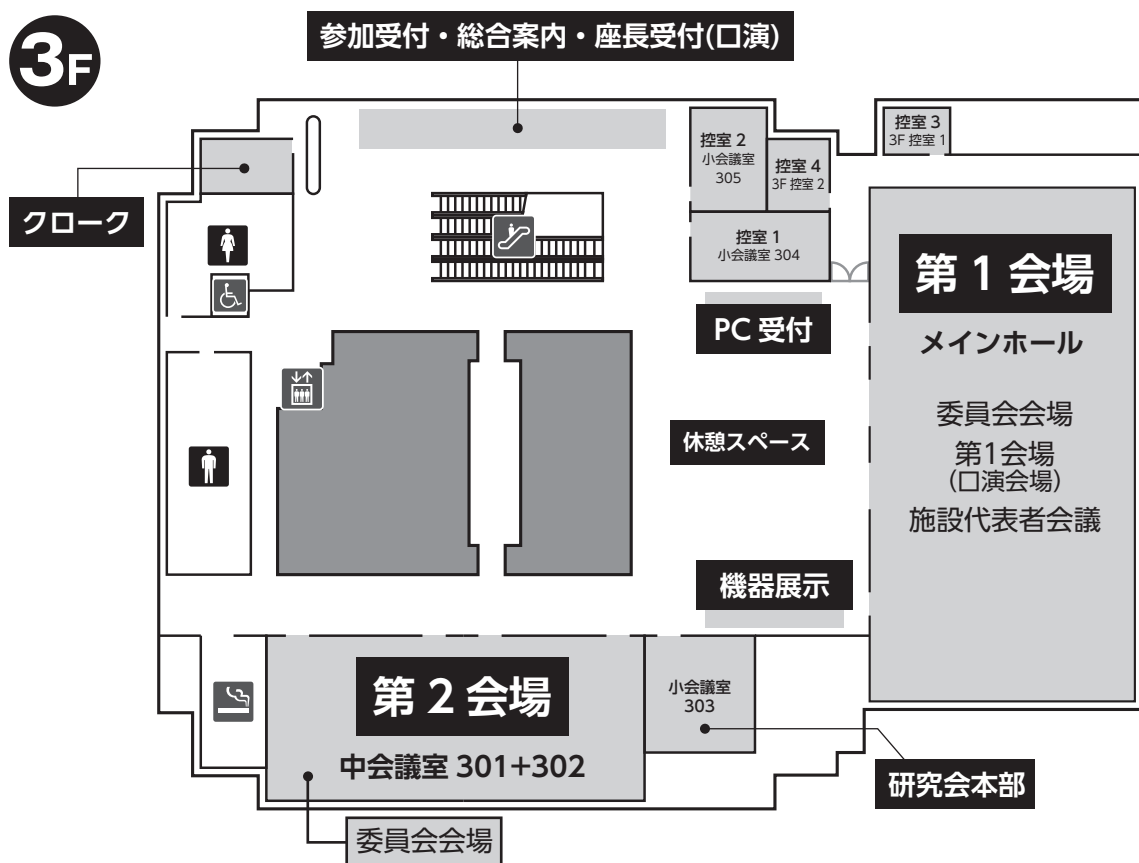 3F
参加受付・総合案内・座長受付(口演)
クローク
控室 2
小会議室
305
控室 4
3F 控室 2
控室 3
3F 控室 1
控室 1
小会議室 304
PC 受付
第 1 会場
メインホール
委員会会場
第1会場
(口演会場)
施設代表者会議
休憩スペース
機器展示
第 2 会場
中会議室 301+302
小会議室
303
研究会本部
委員会会場